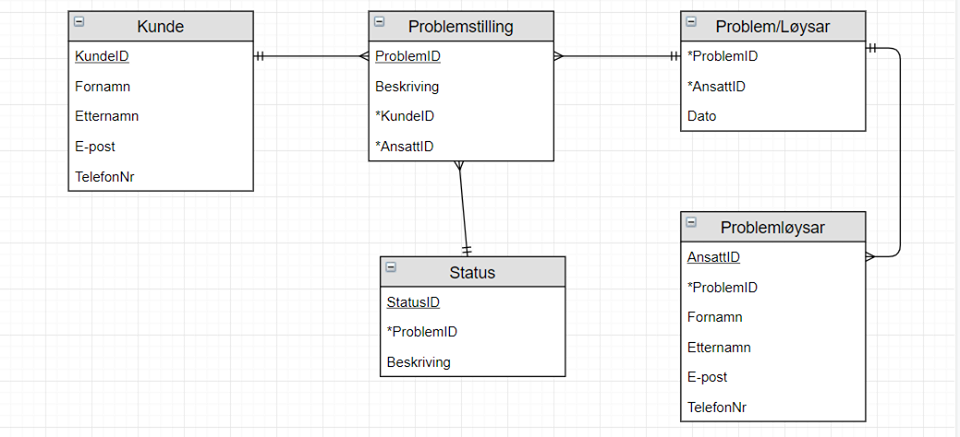 Kunde
KundeID
Fornamn
Etternamn
E-post
TelefonNr
Problemstilling
ProblemID
Beskriving
*KundeID
*AnsattID
Problem/Løysar
*ProblemID
*AnsattID
Dato
Status
StatusID
*ProblemID
Beskriving
Problemløysar
AnsattID
*ProblemID
Fornamn
Etternamn
E-post
TelefonNr